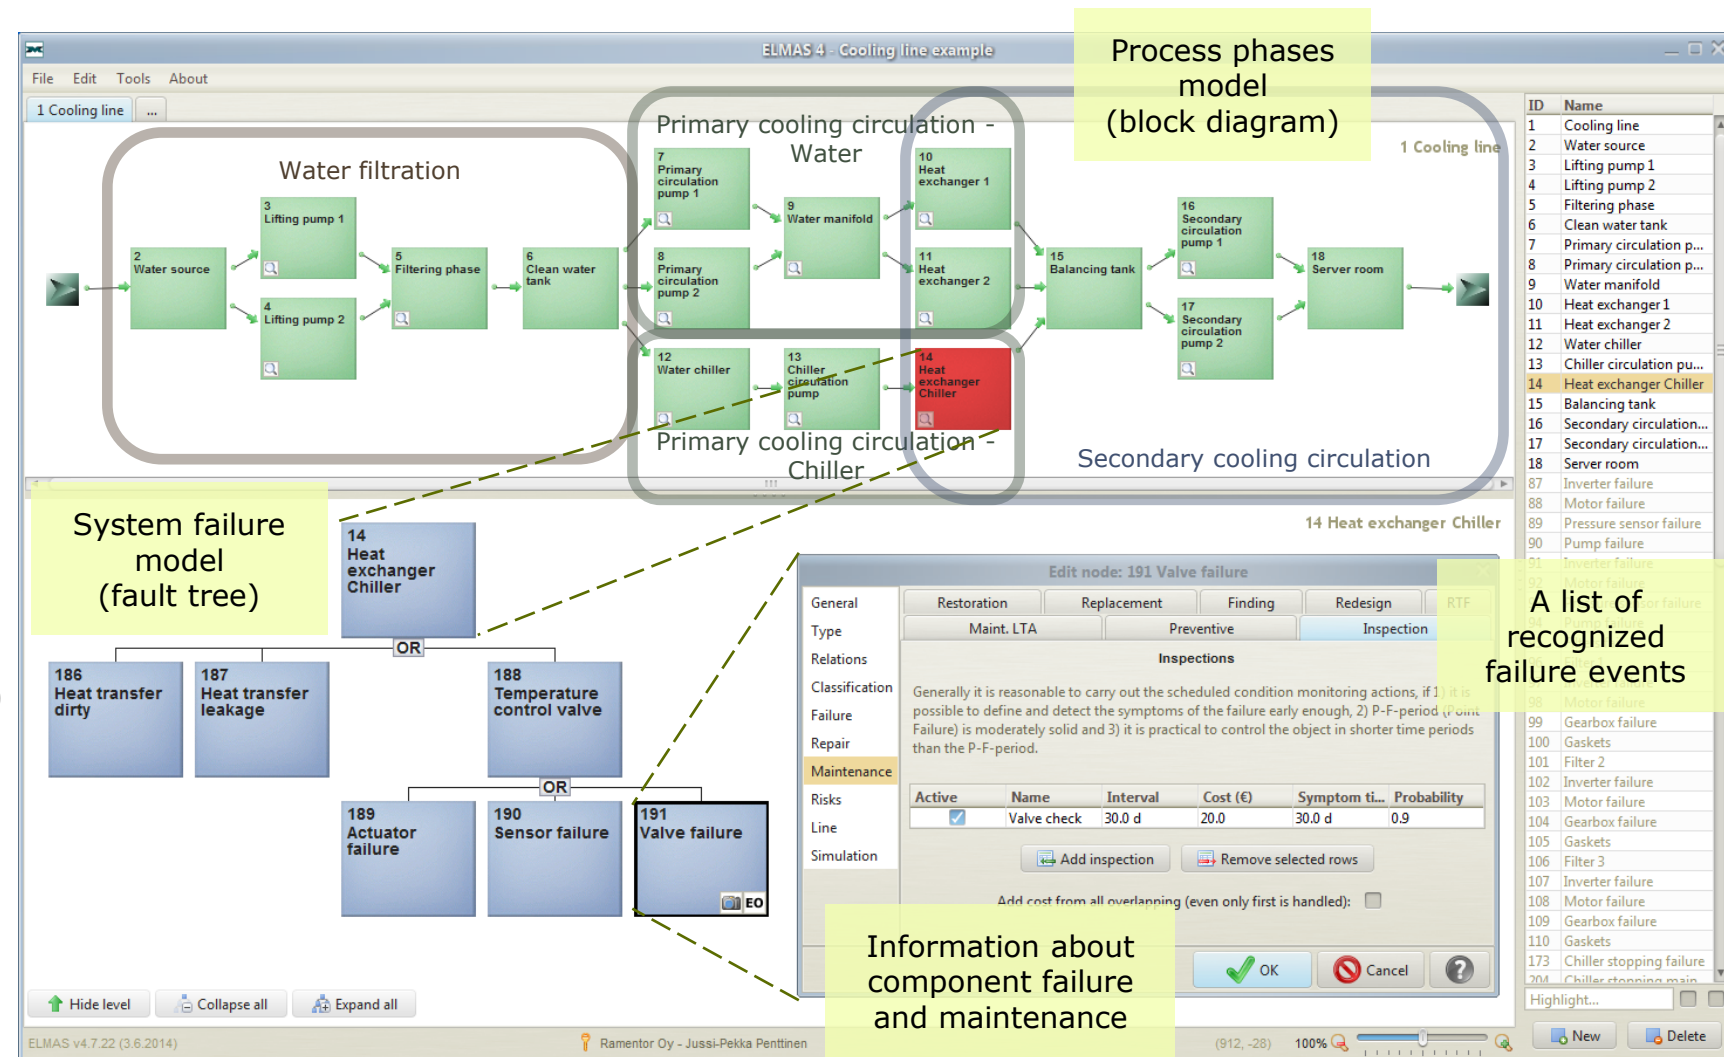 ELMAS 4 - Cooling line example
File Edit Tools About
1 Cooling line ...
Process phases
model
(block diagram)
1 Cooling line
Water filtration
Primary cooling circulation -
Water
Primary cooling circulation -
Chiller
Secondary cooling circulation
2
Water source
3
Lifting pump 1
4
Lifting pump 2
5
Filtering phase
6
Clean water
tank
7
Primary
circulation
pump 1
8
Primary
circulation
pump 2
9
Water manifold
10
Heat
exchanger 1
11
Heat
exchanger 2
12
Water chiller
13
Chiller
circulation
pump
14
Heat
exchanger
Chiller
15
Balancing tank
16
Secondary
circulation
pump 1
17
Secondary
circulation
pump 2
18
Server room
System failure
model
(fault tree)
14 Heat exchanger Chiller
14
Heat
exchanger
Chiller
OR
186
Heat transfer
dirty
187
Heat transfer
leakage
188
Temperature
control valve
OR
189
Actuator
failure
190
Sensor failure
191
Valve failure
EO
Edit node: 191 Valve failure
General
Type
Relations
Classification
Failure
Repair
Maintenance
Risks
Line
Simulation
Restoration Replacement Finding Redesign RTF
Maint. LTA Preventive Inspection
Inspections
Generally it is reasonable to carry out the scheduled condition monitoring actions, if 1) it is
possible to define and detect the symptoms of the failure early enough, 2) P-F-period (Point
Failure) is moderately solid and 3) it is practical to control the object in shorter time periods
than the P-F-period.
Active Name Interval Cost (€) Symptom ti... Probability
Valve check 30.0 d 20.0 30.0 d 0.9
Add inspection Remove selected rows
Add cost from all overlapping (even only first is handled):
OK Cancel
Information about
component failure
and maintenance
A list of
recognized
failure events
ID Name
1 Cooling line
2 Water source
3 Lifting pump 1
4 Lifting pump 2
5 Filtering phase
6 Clean water tank
7 Primary circulation p...
8 Primary circulation p...
9 Water manifold
10 Heat exchanger 1
11 Heat exchanger 2
12 Water chiller
13 Chiller circulation pu...
14 Heat exchanger Chiller
15 Balancing tank
16 Secondary circulation...
17 Secondary circulation...
18 Server room
87 Inverter failure
88 Motor failure
89 Pressure sensor failure
90 Pump failure
91 Inverter failure
92 Motor failure
98 Motor failure
99 Gearbox failure
100 Gaskets
101 Filter 2
102 Inverter failure
103 Motor failure
104 Gearbox failure
105 Gaskets
106 Filter 3
107 Inverter failure
108 Motor failure
109 Gearbox failure
110 Gaskets
173 Chiller stopping failure
204 Chiller stopping main
Highlight...
New Delete
Hide level Collapse all Expand all
ELMAS v4.7.22 (3.6.2014) Ramentor Oy - Jussi-Pekka Penttinen (912, -28) 100%